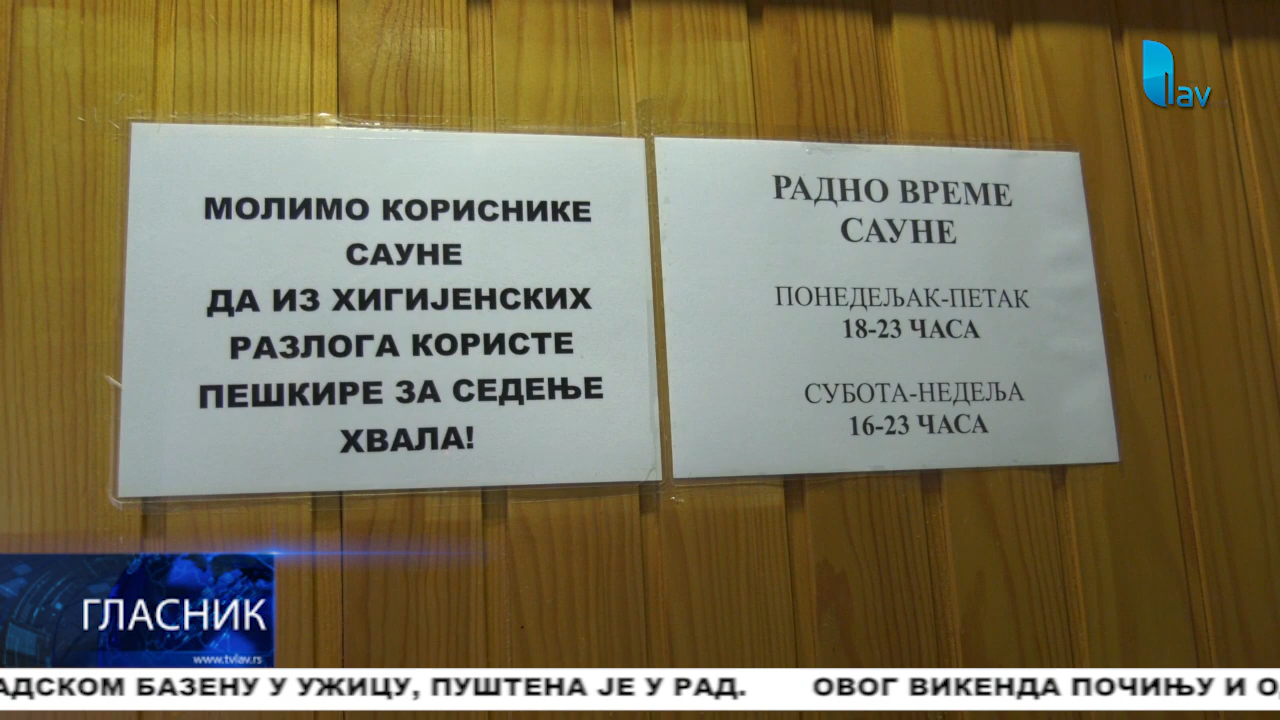 lav
МОЛИМО КОРИСНИКЕ
САУНЕ
ДА ИЗ ХИГИЈЕНСКИХ
РАЗЛОГА КОРИСТЕ
ПЕШКИРЕ ЗА СЕДЕЊЕ
ХВАЛА!
РАДНО ВРЕМЕ
САУНЕ
ПОНЕДЕЉАК-ПЕТАК
18-23 ЧАСА
СУБОТА-НЕДЕЉА
16-23 ЧАСА
ГЛАСНИК
www.tvlav.rs
АДСКОМ БАЗЕНУ У УЖИЦУ, ПУШТЕНА ЈЕ У РАД. ОВОГ ВИКЕНДА ПОЧИЊУ И